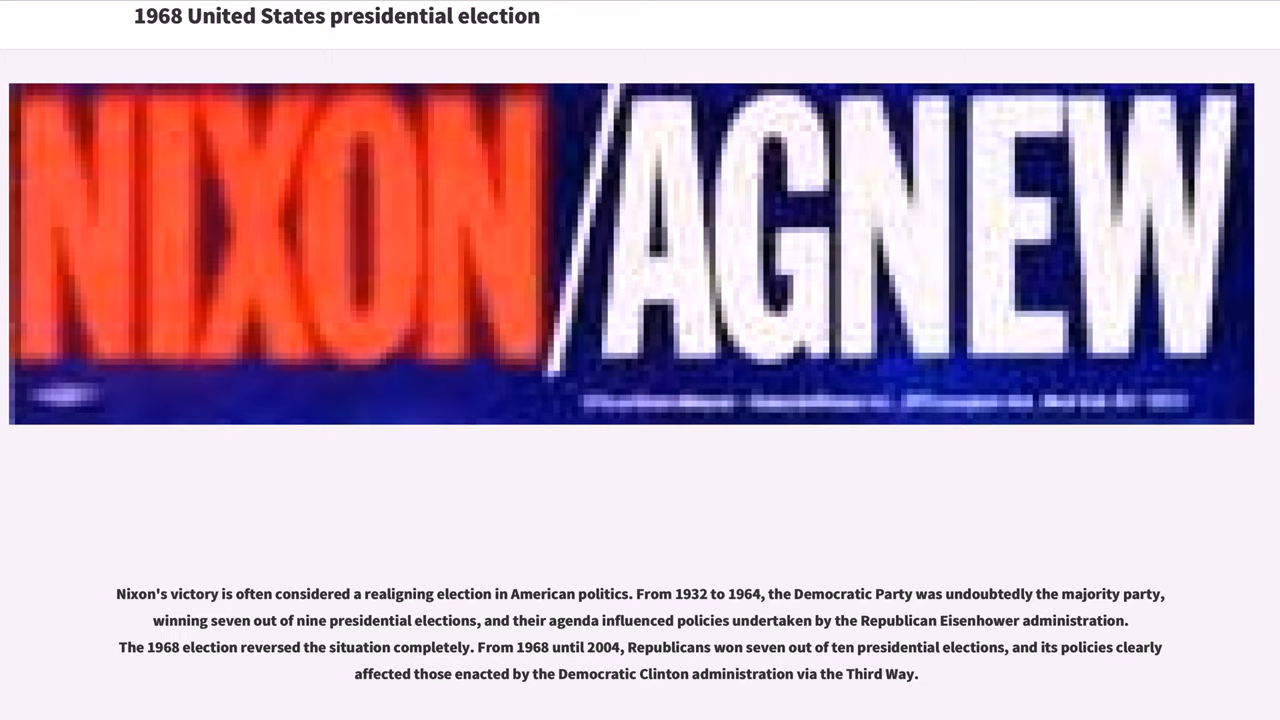 1968 United States presidential election
NIXON/AGNEW
Nixon's victory is often considered a realigning election in American politics. From 1932 to 1964, the Democratic Party was undoubtedly the majority party,
winning seven out of nine presidential elections, and their agenda influenced policies undertaken by the Republican Eisenhower administration.
The 1968 election reversed the situation completely. From 1968 until 2004, Republicans won seven out of ten presidential elections, and its policies clearly
affected those enacted by the Democratic Clinton administration via the Third Way.